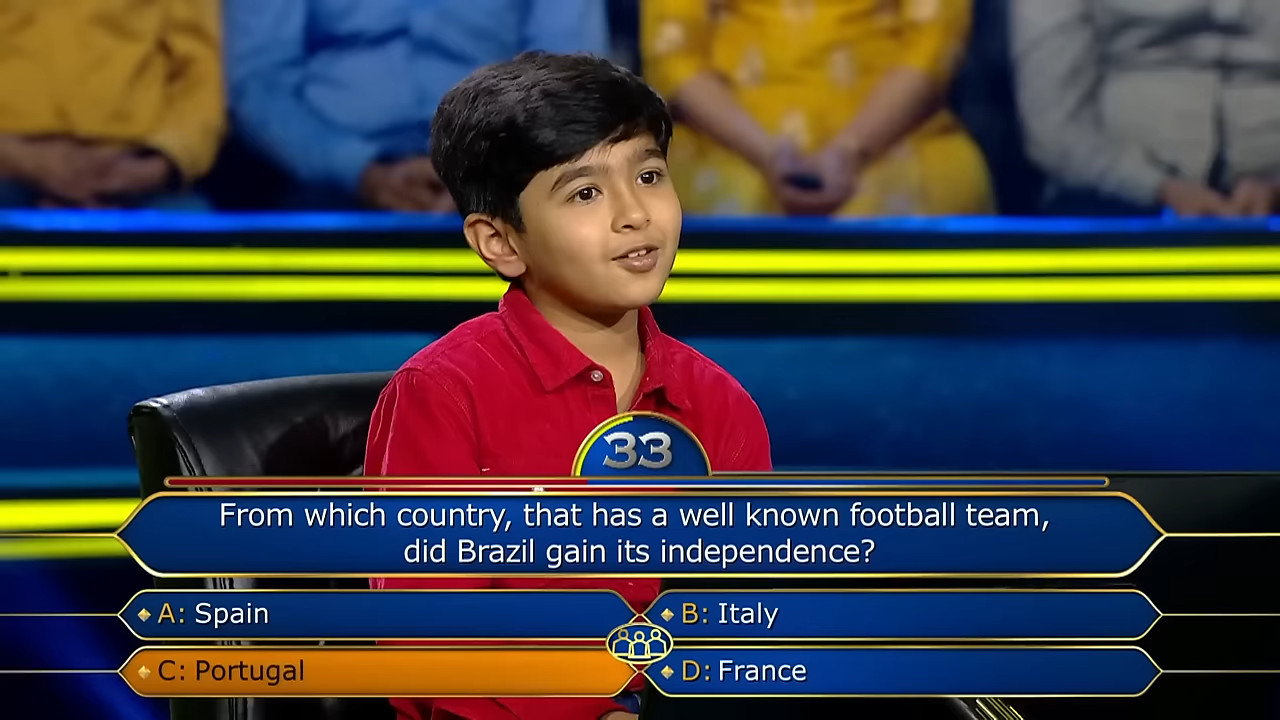 33
From which country, that has a well known football team,
did Brazil gain its independence?
A: Spain
B: Italy
C: Portugal
D: France